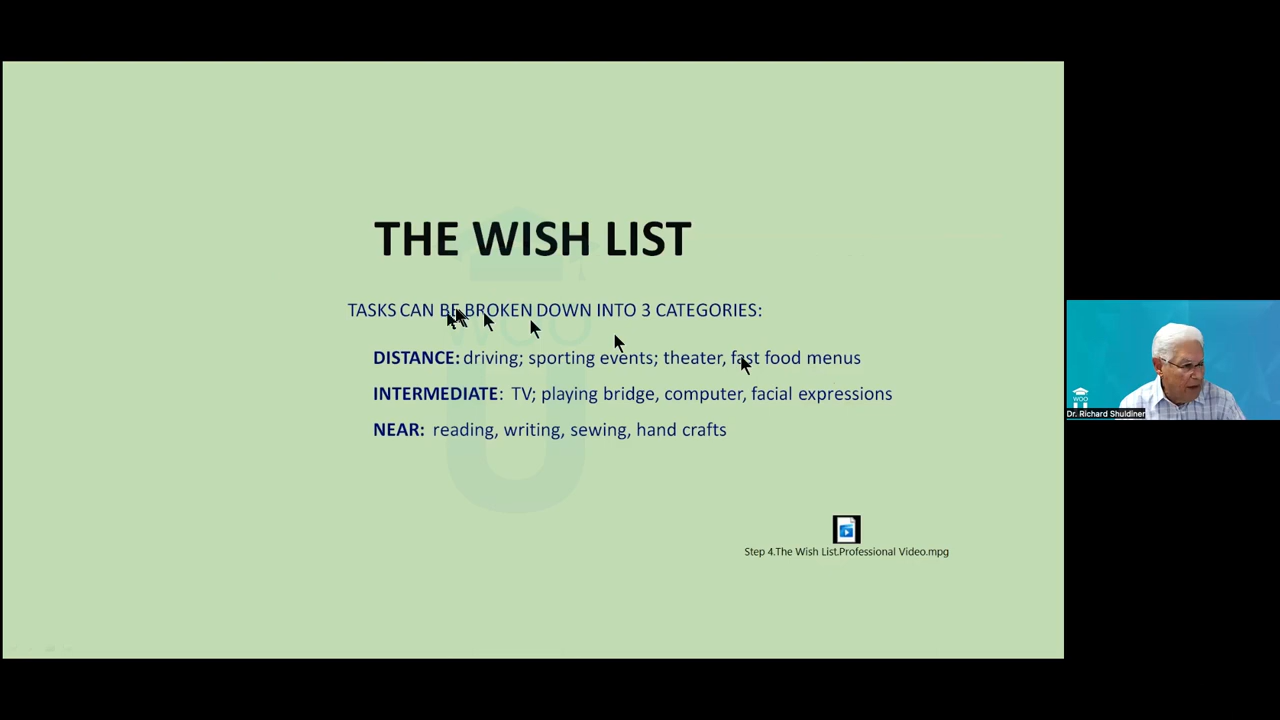 THE WISH LIST
TASKS CAN BE BROKEN DOWN INTO 3 CATEGORIES:
DISTANCE: driving; sporting events; theater, fast food menus
INTERMEDIATE: TV; playing bridge, computer, facial expressions
NEAR: reading, writing, sewing, hand crafts
WOO
U
Step 4.The Wish List.Professional Video.mpg
WOO
U
Dr. Richard Shuldiner